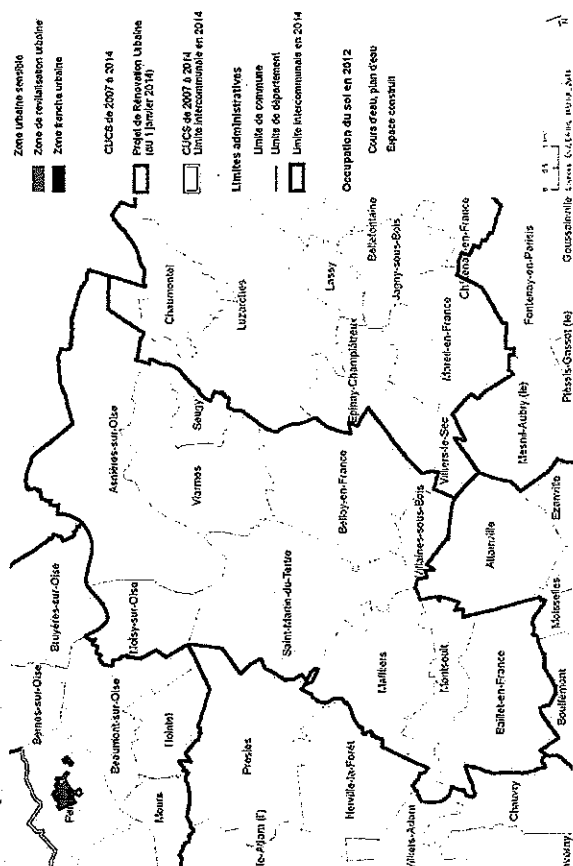 Zone urbaine sensible
Zone de revitalisation urbaine
Zone franche urbaine
CUCS de 2007 à 2014
Projet de Rénovation Urbaine
(au 1 janvier 2014)
CUCS de 2007 à 2014
Limite intercommunale en 2014
Limites administratives
Limite de commune
Limite de département
Limite intercommunale en 2014
Occupation du sol en 2012
Cours d'eau, plan d'eau
Espace construit
Bernes-sur-Oise
Bruyères-sur-Oise
Beaumont-sur-Oise
Noisy-sur-Oise
Asnières-sur-Oise
Chaumontel
Mours
Nointel
Viarmes
Seugy
Luzarches
Presles
Saint-Martin-du-Tertre
Belloy-en-France
Epinay-Champlâtreux
Lassy
Bellefontaine
Jagny-sous-Bois
Nerville-la-Forêt
Maffliers
Villaines-sous-Bois
Villiers-le-Sec
Mareil-en-France
Châtenay-en-France
Montsoult
Attainville
Mesnil-Aubry (le)
Fontenay-en-Parisis
Chauvry
Baillet-en-France
Bouffémont
Moisselles
Ezanville
Plessis-Gassot (le)
Goussainville